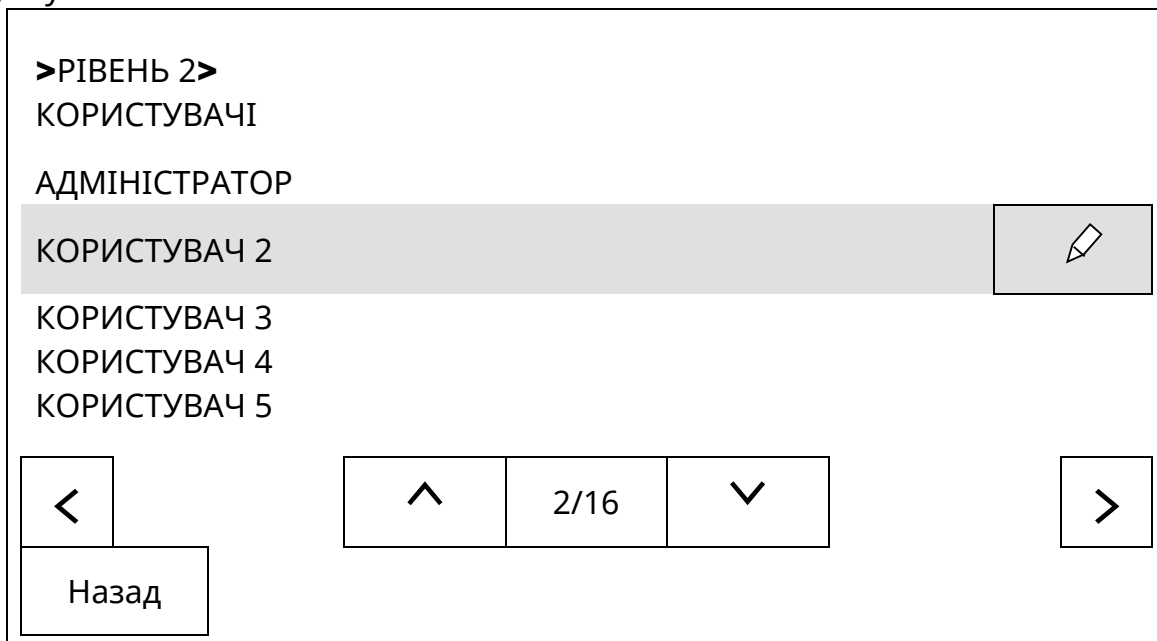 >РІВЕНЬ 2>
КОРИСТУВАЧІ
АДМІНІСТРАТОР
КОРИСТУВАЧ 2
КОРИСТУВАЧ 3
КОРИСТУВАЧ 4
КОРИСТУВАЧ 5
< ^ 2/16 ⌄ >
Назад